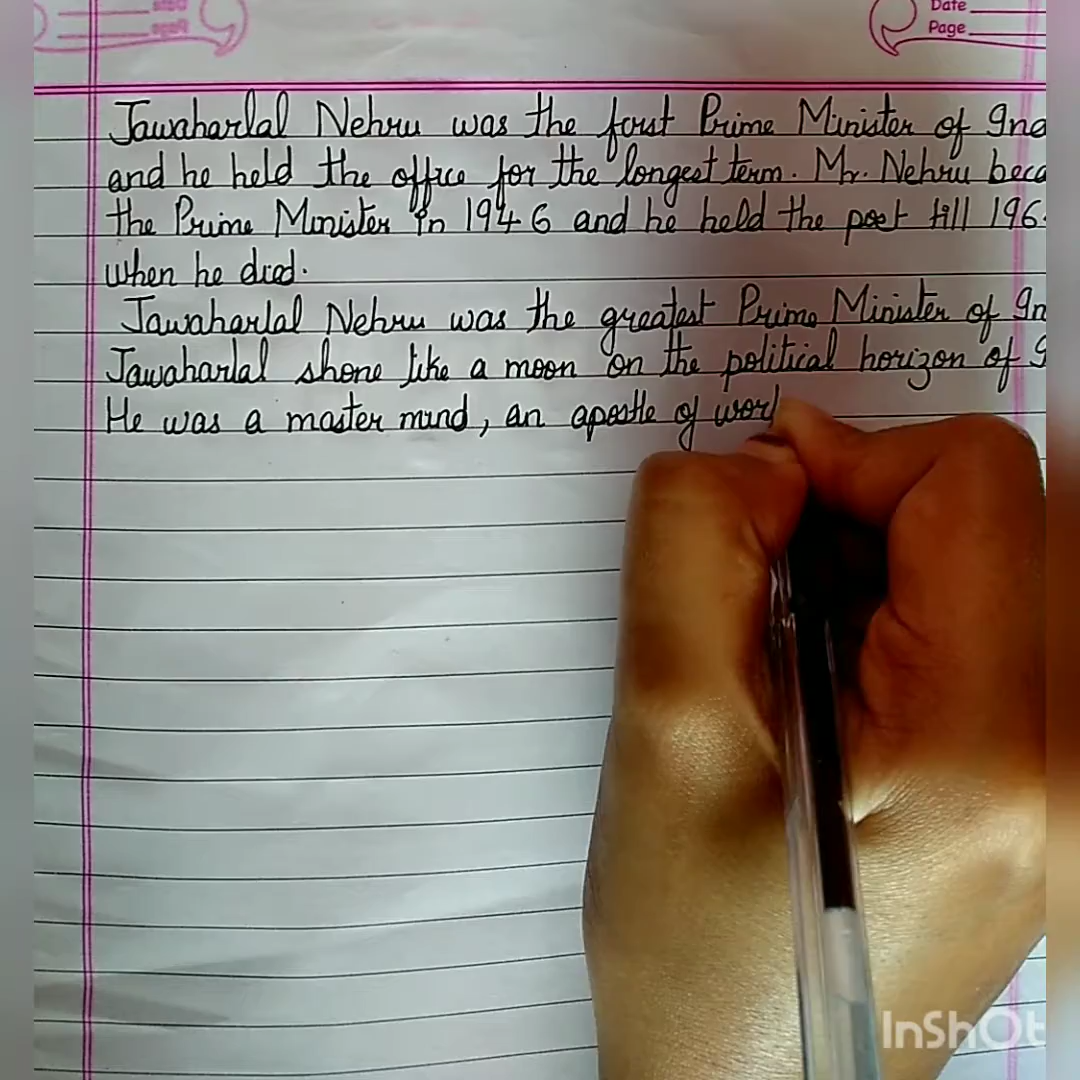 Date
Page
Jawaharlal Nehru was the first Prime Minister of Ind
and he held the office for the longest term. Mr. Nehru beca
the Prime Minister in 1946 and he held the post till 196
when he died.
Jawaharlal Nehru was the greatest Prime Minister of In
Jawaharlal shone like a moon on the political horizon of I
He was a master mind, an apostle of worl
InShOt